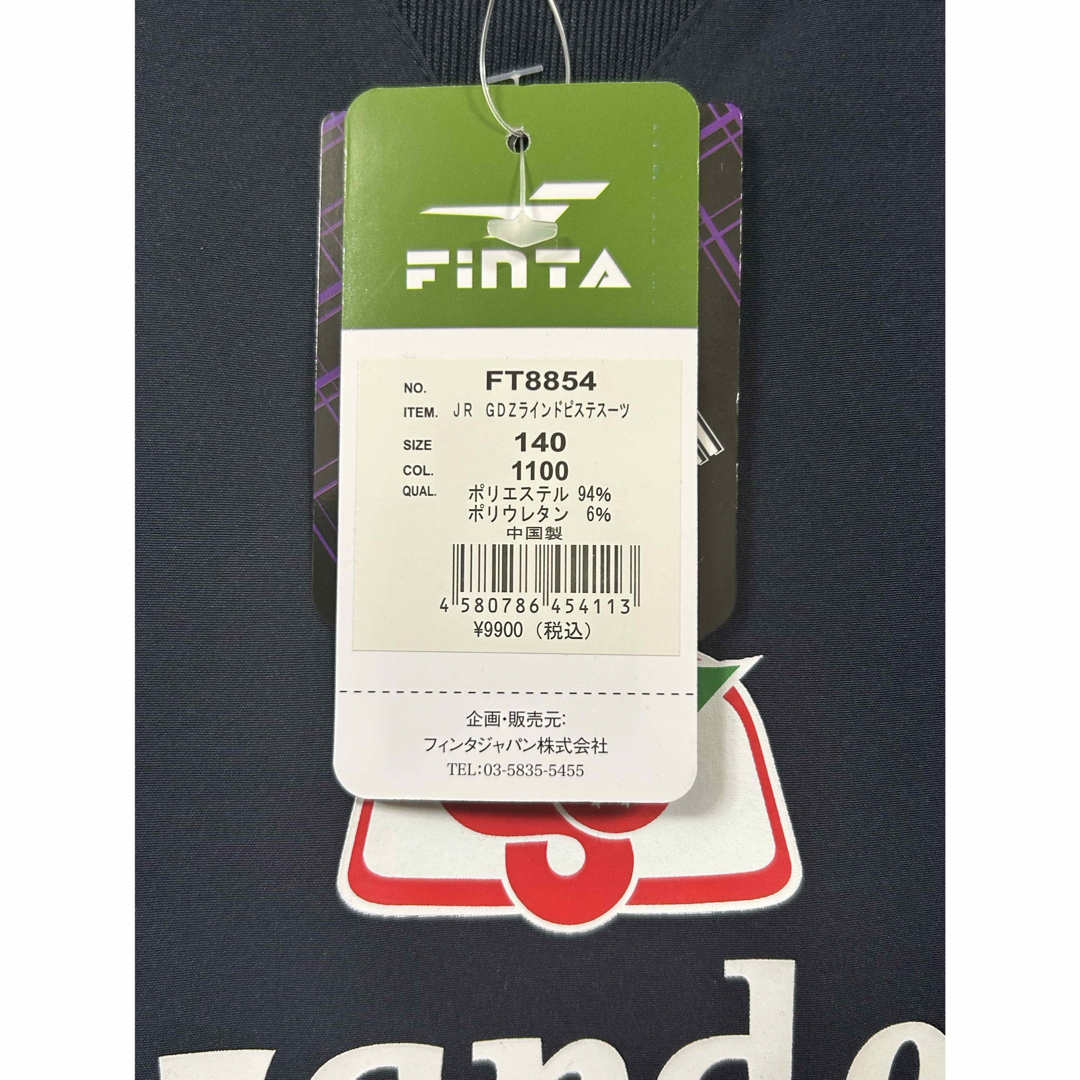 FiNTA
NO. FT8854
ITEM. JR GDZラインドピステスーツ
SIZE 140
COL. 1100
QUAL. ポリエステル 94%
ポリウレタン 6%
中国製
4 580786 454113
¥9900 (税込)
企画・販売元:
フィンタジャパン株式会社
TEL:03-5835-5455